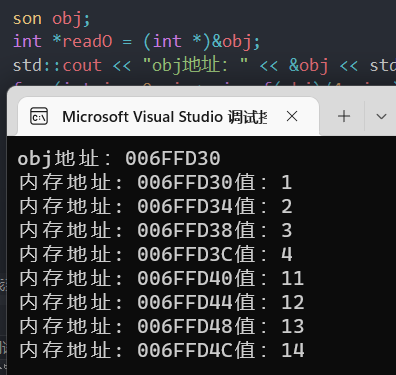 son obj;
int *readO = (int *)&obj;
std::cout << "obj地址: " << &obj << std
Microsoft Visual Studio 调试控
obj地址: 006FFD30
内存地址: 006FFD30值: 1
内存地址: 006FFD34值: 2
内存地址: 006FFD38值: 3
内存地址: 006FFD3C值: 4
内存地址: 006FFD40值: 11
内存地址: 006FFD44值: 12
内存地址: 006FFD48值: 13
内存地址: 006FFD4C值: 14